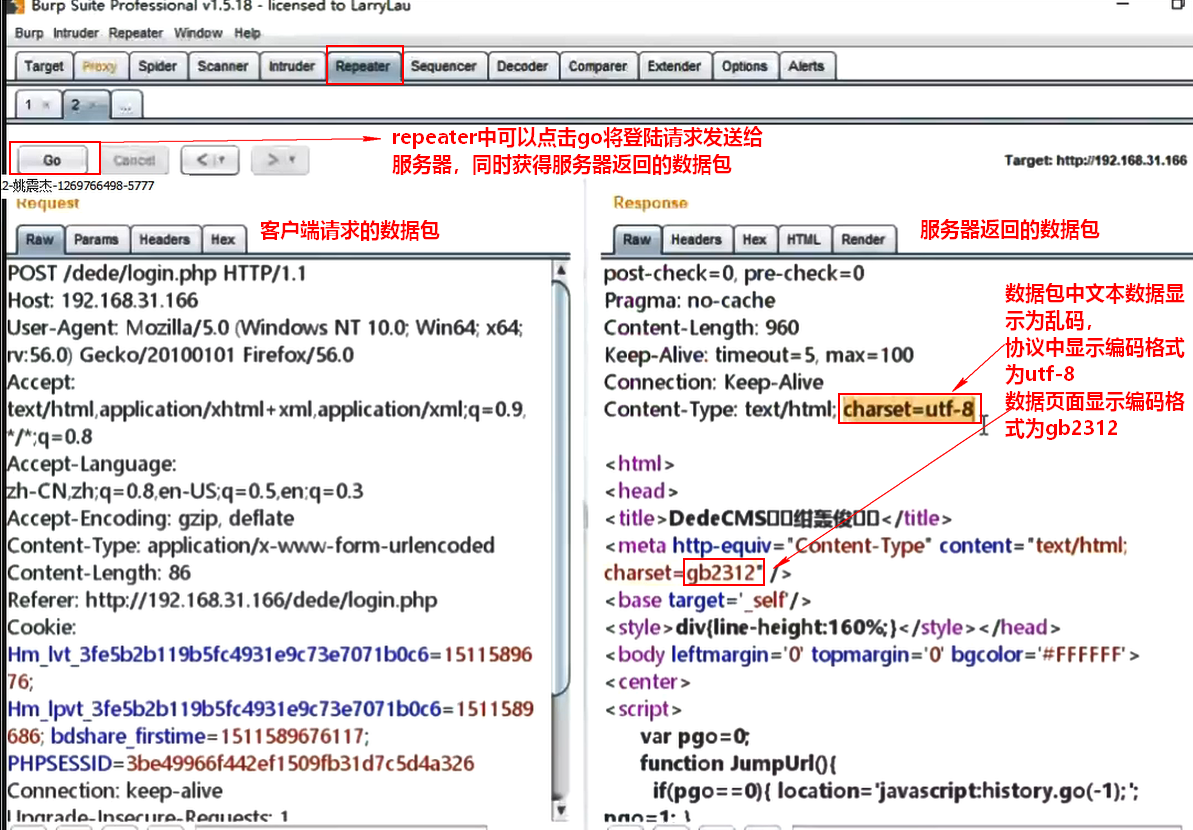 Burp Suite Professional v1.5.18 - licensed to LarryLau
Burp Intruder Repeater Window Help
Target Proxy Spider Scanner Intruder Repeater Sequencer Decoder Comparer Extender Options Alerts
1 × 2 × ...
repeater中可以点击go将登陆请求发送给
服务器，同时获得服务器返回的数据包
Go Cancel < > Target: http://192.168.31.166
2-姚震杰-1269766498-5777
Request
客户端请求的数据包
Raw Params Headers Hex
POST /dede/login.php HTTP/1.1
Host: 192.168.31.166
User-Agent: Mozilla/5.0 (Windows NT 10.0; Win64; x64;
rv:56.0) Gecko/20100101 Firefox/56.0
Accept:
text/html,application/xhtml+xml,application/xml;q=0.9,
*/*;q=0.8
Accept-Language:
zh-CN,zh;q=0.8,en-US;q=0.5,en;q=0.3
Accept-Encoding: gzip, deflate
Content-Type: application/x-www-form-urlencoded
Content-Length: 86
Referer: http://192.168.31.166/dede/login.php
Cookie:
Hm_lvt_3fe5b2b119b5fc4931e9c73e7071b0c6=15115896
76;
Hm_lpvt_3fe5b2b119b5fc4931e9c73e7071b0c6=1511589
686; bdshare_firstime=1511589676117;
PHPSESSID=3be49966f442ef1509fb31d7c5d4a326
Connection: keep-alive
Upgrade-Insecure-Requests: 1
Response
服务器返回的数据包
Raw Headers Hex HTML Render
post-check=0, pre-check=0
Pragma: no-cache
Content-Length: 960
Keep-Alive: timeout=5, max=100
Connection: Keep-Alive
Content-Type: text/html; charset=utf-8
<html>
<head>
<title>DedeCMS绀轰俊</title>
<meta http-equiv="Content-Type" content="text/html;
charset=gb2312" />
<base target='_self'/>
<style>div{line-height:160%;}</style></head>
<body leftmargin='0' topmargin='0' bgcolor='#FFFFFF'>
<center>
<script>
var pgo=0;
function JumpUrl(){
if(pgo==0){ location='javascript:history.go(-1);';
pgo=1; }
数据包中文本数据显
示为乱码，
协议中显示编码格式
为utf-8
数据页面显示编码格
式为gb2312